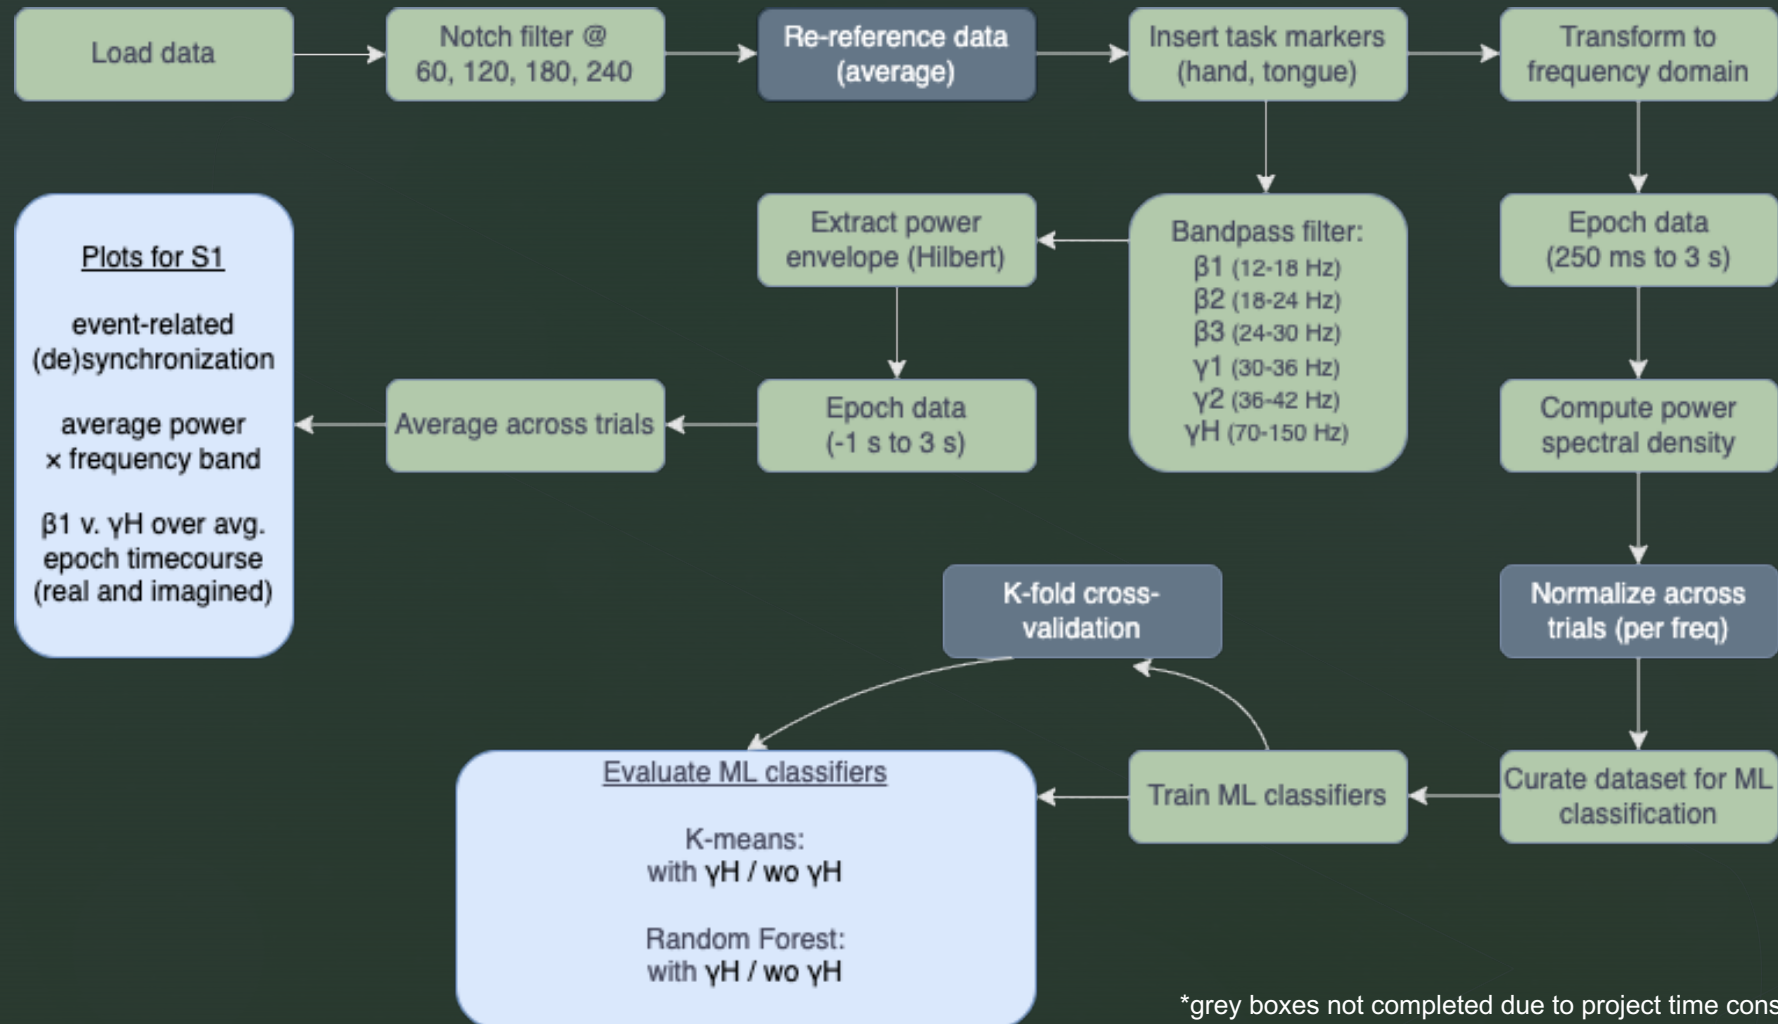 Load data
Notch filter @
60, 120, 180, 240
Re-reference data
(average)
Insert task markers
(hand, tongue)
Transform to
frequency domain
Plots for S1
event-related
(de)synchronization
average power
× frequency band
β1 v. γH over avg.
epoch timecourse
(real and imagined)
Extract power
envelope (Hilbert)
Bandpass filter:
β1 (12-18 Hz)
β2 (18-24 Hz)
β3 (24-30 Hz)
γ1 (30-36 Hz)
γ2 (36-42 Hz)
γH (70-150 Hz)
Epoch data
(250 ms to 3 s)
Average across trials
Epoch data
(-1 s to 3 s)
Compute power
spectral density
K-fold cross-
validation
Normalize across
trials (per freq)
Evaluate ML classifiers
K-means:
with γH / wo γH
Random Forest:
with γH / wo γH
Train ML classifiers
Curate dataset for ML
classification
*grey boxes not completed due to project time cons